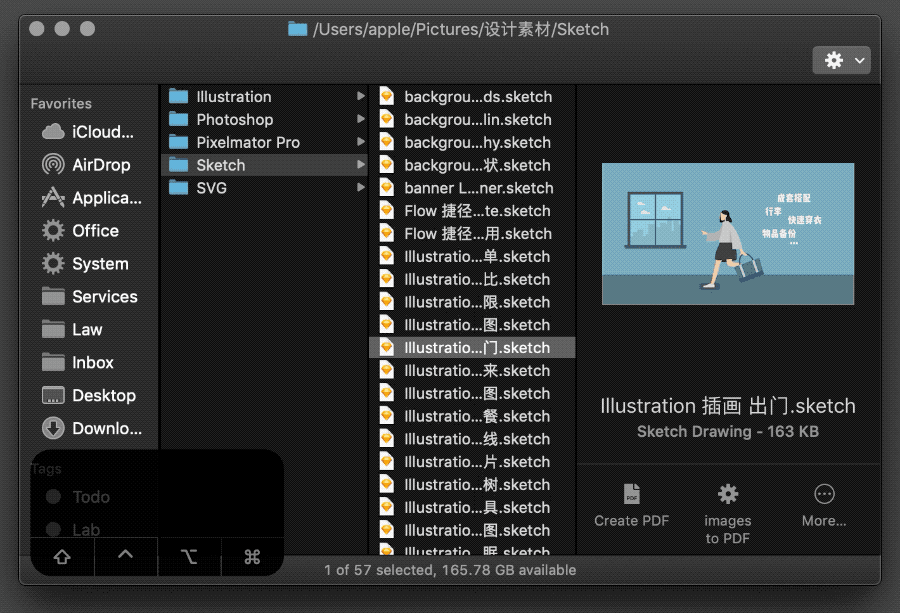 /Users/apple/Pictures/设计素材/Sketch
Favorites
iCloud...
AirDrop
Applica...
Office
System
Services
Law
Inbox
Desktop
Downlo...
Tags
Todo
Lab
Illustration
Photoshop
Pixelmator Pro
Sketch
SVG
backgrou...ds.sketch
backgrou...lin.sketch
backgrou...hy.sketch
backgrou...状.sketch
banner L...ner.sketch
Flow 捷径...te.sketch
Flow 捷径...用.sketch
Illustratio...单.sketch
Illustratio...比.sketch
Illustratio...限.sketch
Illustratio...图.sketch
Illustratio...门.sketch
Illustratio...来.sketch
Illustratio...图.sketch
Illustratio...餐.sketch
Illustratio...线.sketch
Illustratio...片.sketch
Illustratio...树.sketch
Illustratio...具.sketch
Illustratio...图.sketch
Illustratio...眠.sketch
成套搭配
行李
快速穿衣
物品备份
...
Illustration 插画 出门.sketch
Sketch Drawing - 163 KB
PDF
Create PDF
images
to PDF
More...
1 of 57 selected, 165.78 GB available